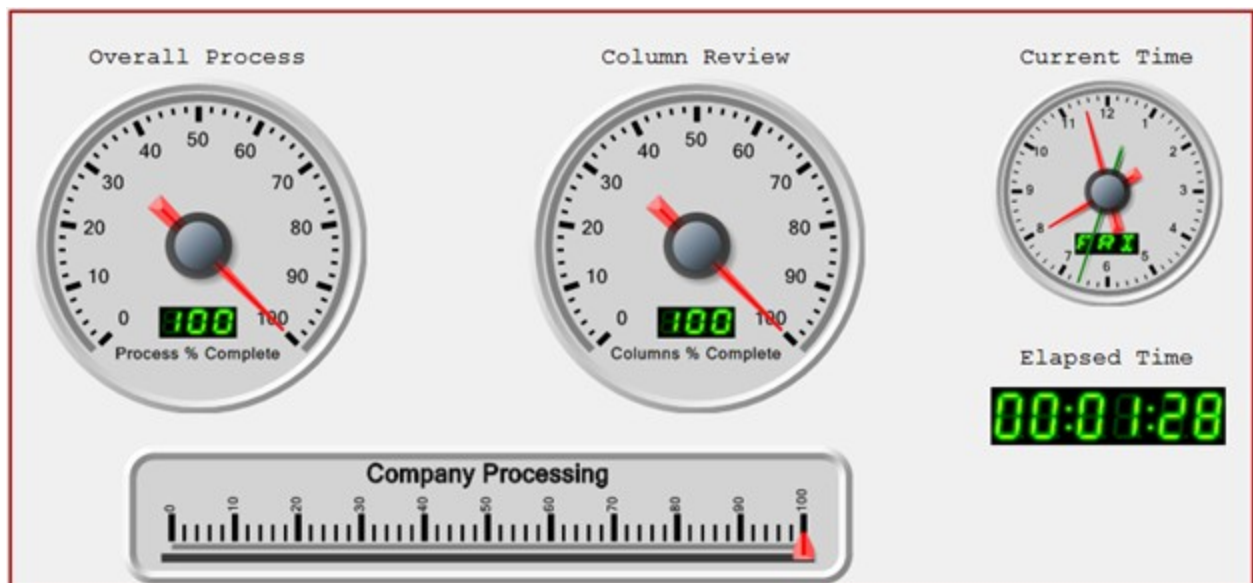 Overall Process
0 10 20 30 40 50 60 70 80 90 100
100
Process % Complete
Column Review
0 10 20 30 40 50 60 70 80 90 100
100
Columns % Complete
Current Time
12 1 2 3 4 5 6 7 8 9 10 11
FRI
Elapsed Time
00:01:28
Company Processing
0 10 20 30 40 50 60 70 80 90 100